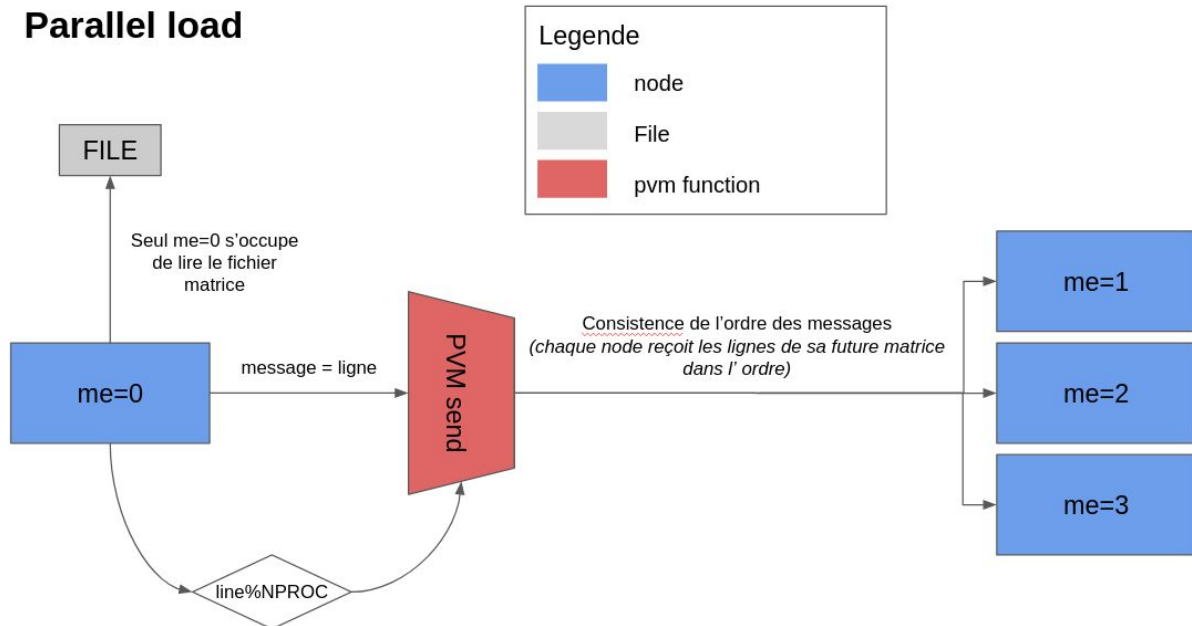 Parallel load
Legende
node
File
pvm function
FILE
Seul me=0 s’occupe
de lire le fichier
matrice
me=0
message = ligne
PVM send
line%NPROC
Consistence de l’ordre des messages
(chaque node reçoit les lignes de sa future matrice
dans l’ ordre)
me=1
me=2
me=3